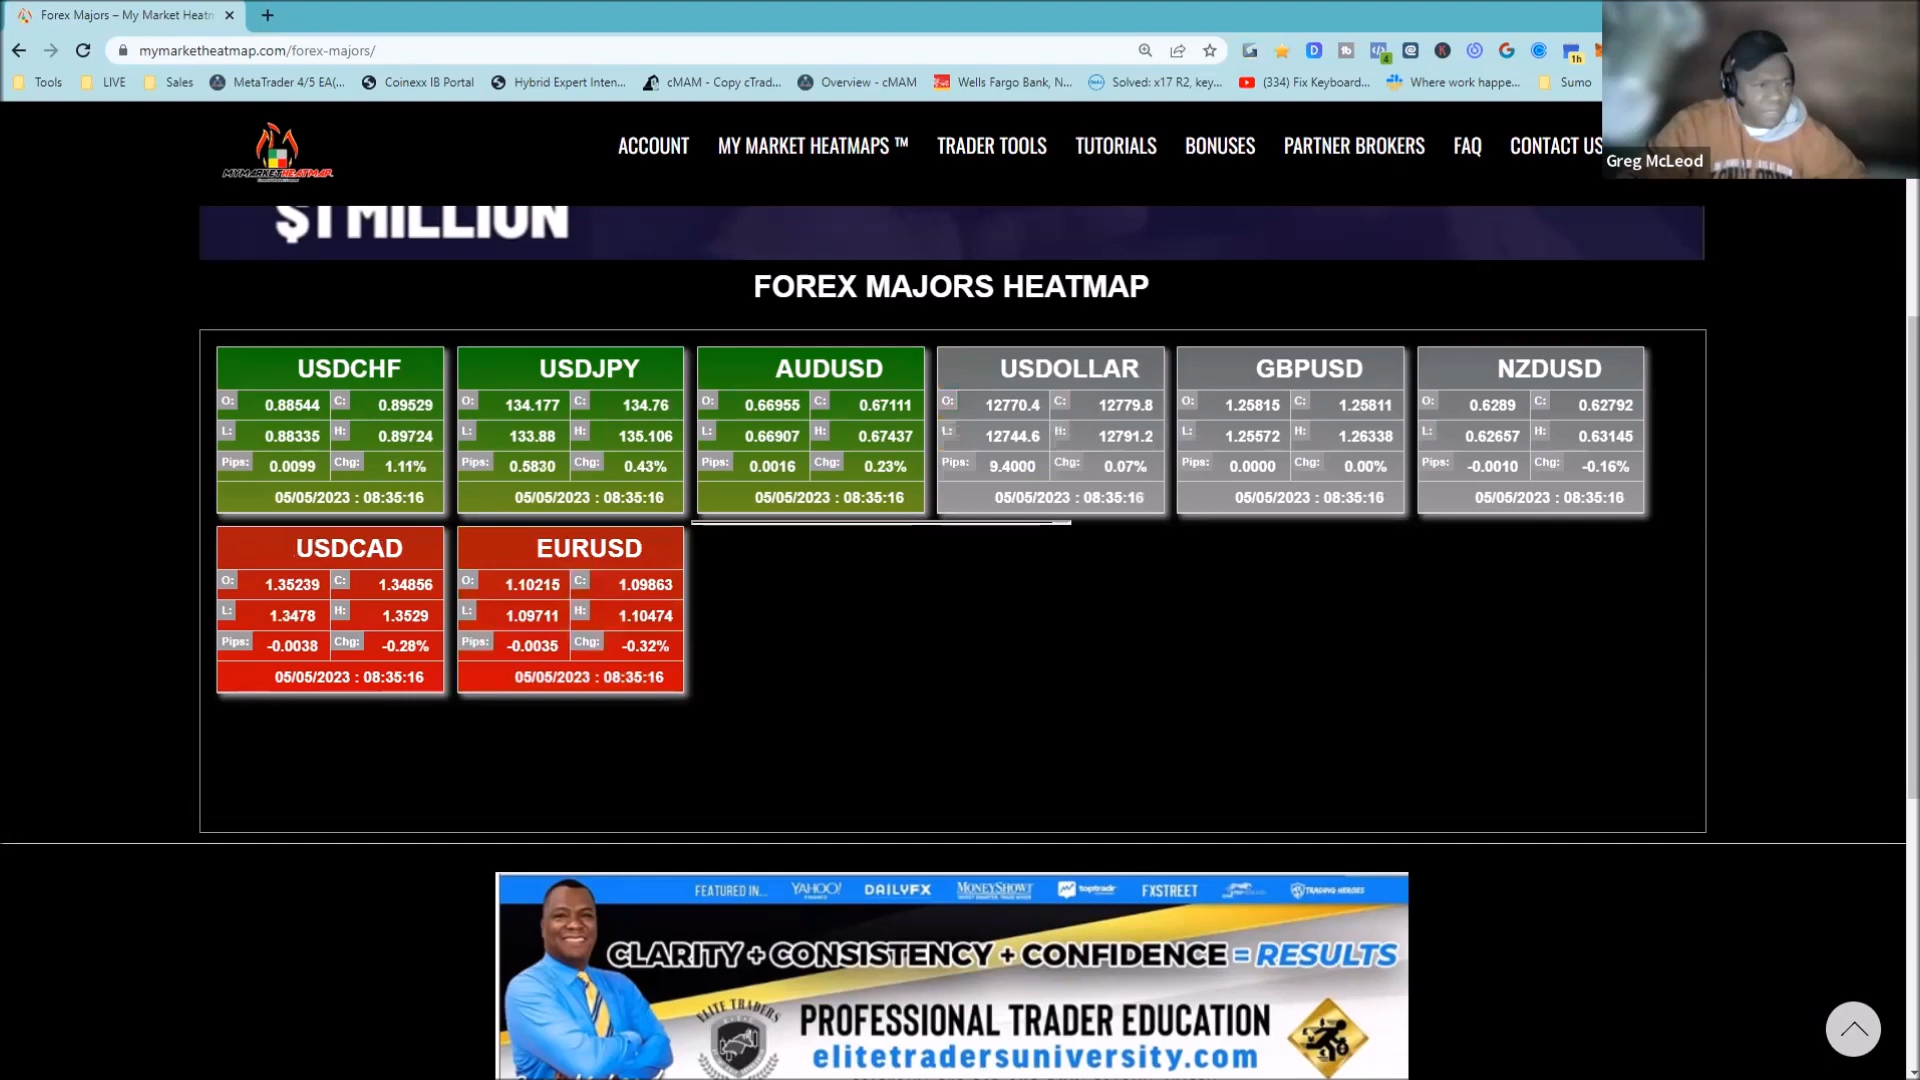 Forex Majors – My Market Heatm
mymarketheatmap.com/forex-majors/
Tools LIVE Sales MetaTrader 4/5 EA(... Coinexx IB Portal Hybrid Expert Inten... cMAM - Copy cTrad... Overview – cMAM Wells Fargo Bank, N... Solved: x17 R2, key... (334) Fix Keyboard... Where work happe... Sumo
4
1h
Greg McLeod
MYMARKETHEATMAP
ACCOUNT MY MARKET HEATMAPS ™ TRADER TOOLS TUTORIALS BONUSES PARTNER BROKERS FAQ CONTACT US
$1 MILLION
FOREX MAJORS HEATMAP
USDCHF
O: 0.88544 C: 0.89529
L: 0.88335 H: 0.89724
Pips: 0.0099 Chg: 1.11%
05/05/2023 : 08:35:16
USDJPY
O: 134.177 C: 134.76
L: 133.88 H: 135.106
Pips: 0.5830 Chg: 0.43%
05/05/2023 : 08:35:16
AUDUSD
O: 0.66955 C: 0.67111
L: 0.66907 H: 0.67437
Pips: 0.0016 Chg: 0.23%
05/05/2023 : 08:35:16
USDOLLAR
O: 12770.4 C: 12779.8
L: 12744.6 H: 12791.2
Pips: 9.4000 Chg: 0.07%
05/05/2023 : 08:35:16
GBPUSD
O: 1.25815 C: 1.25811
L: 1.25572 H: 1.26338
Pips: 0.0000 Chg: 0.00%
05/05/2023 : 08:35:16
NZDUSD
O: 0.6289 C: 0.62792
L: 0.62657 H: 0.63145
Pips: -0.0010 Chg: -0.16%
05/05/2023 : 08:35:16
USDCAD
O: 1.35239 C: 1.34856
L: 1.3478 H: 1.3529
Pips: -0.0038 Chg: -0.28%
05/05/2023 : 08:35:16
EURUSD
O: 1.10215 C: 1.09863
L: 1.09711 H: 1.10474
Pips: -0.0035 Chg: -0.32%
05/05/2023 : 08:35:16
FEATURED IN... YAHOO! FINANCE DAILYFX MONEYSHOW toptradr FXSTREET TRADING HEROES
CLARITY + CONSISTENCY + CONFIDENCE = RESULTS
ELITE TRADERS
PROFESSIONAL TRADER EDUCATION
elitetradersuniversity.com